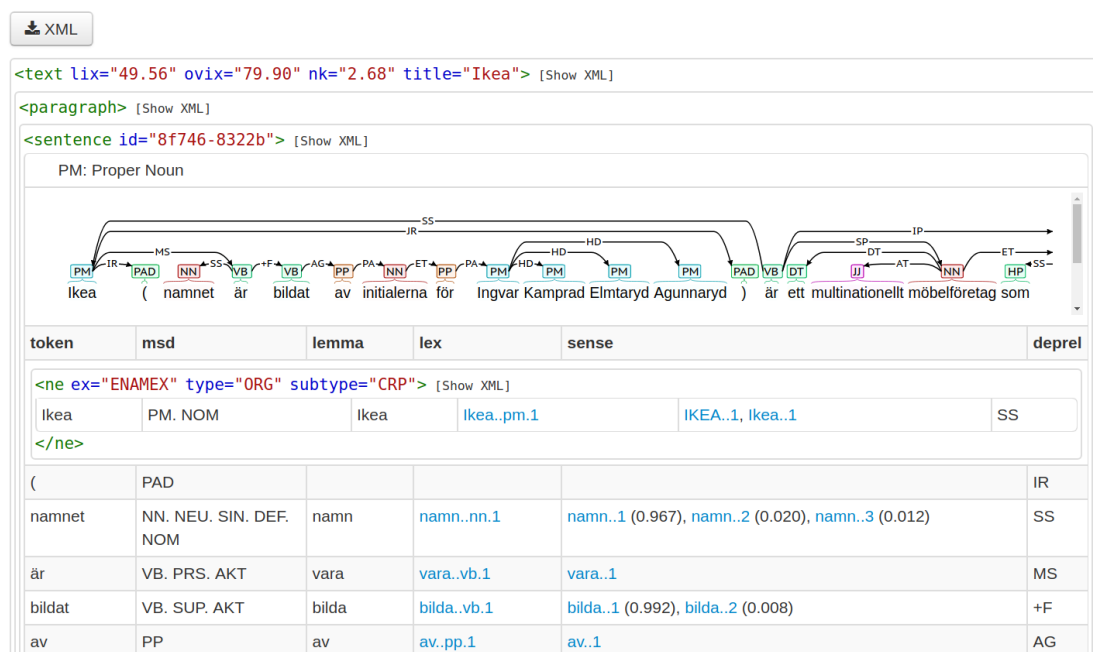 XML
<text lix="49.56" ovix="79.90" nk="2.68" title="Ikea"> [Show XML]
<paragraph> [Show XML]
<sentence id="8f746-8322b"> [Show XML]
PM: Proper Noun
SS
JR
HD IP
HD SP
MS DT ET
IR SS +F AG PA ET PA HD AT SS
PM PAD NN VB VB PP NN PP PM PM PM PM PAD VB DT JJ NN HP
Ikea ( namnet är bildat av initialerna för Ingvar Kamprad Elmtaryd Agunnaryd ) är ett multinationellt möbelföretag som
token msd lemma lex sense deprel
<ne ex="ENAMEX" type="ORG" subtype="CRP"> [Show XML]
Ikea PM. NOM Ikea Ikea..pm.1 IKEA..1, Ikea..1 SS
</ne>
( PAD IR
namnet NN. NEU. SIN. DEF. NOM namn namn..nn.1 namn..1 (0.967), namn..2 (0.020), namn..3 (0.012) SS
är VB. PRS. AKT vara vara..vb.1 vara..1 MS
bildat VB. SUP. AKT bilda bilda..vb.1 bilda..1 (0.992), bilda..2 (0.008) +F
av PP av av..pp.1 av..1 AG